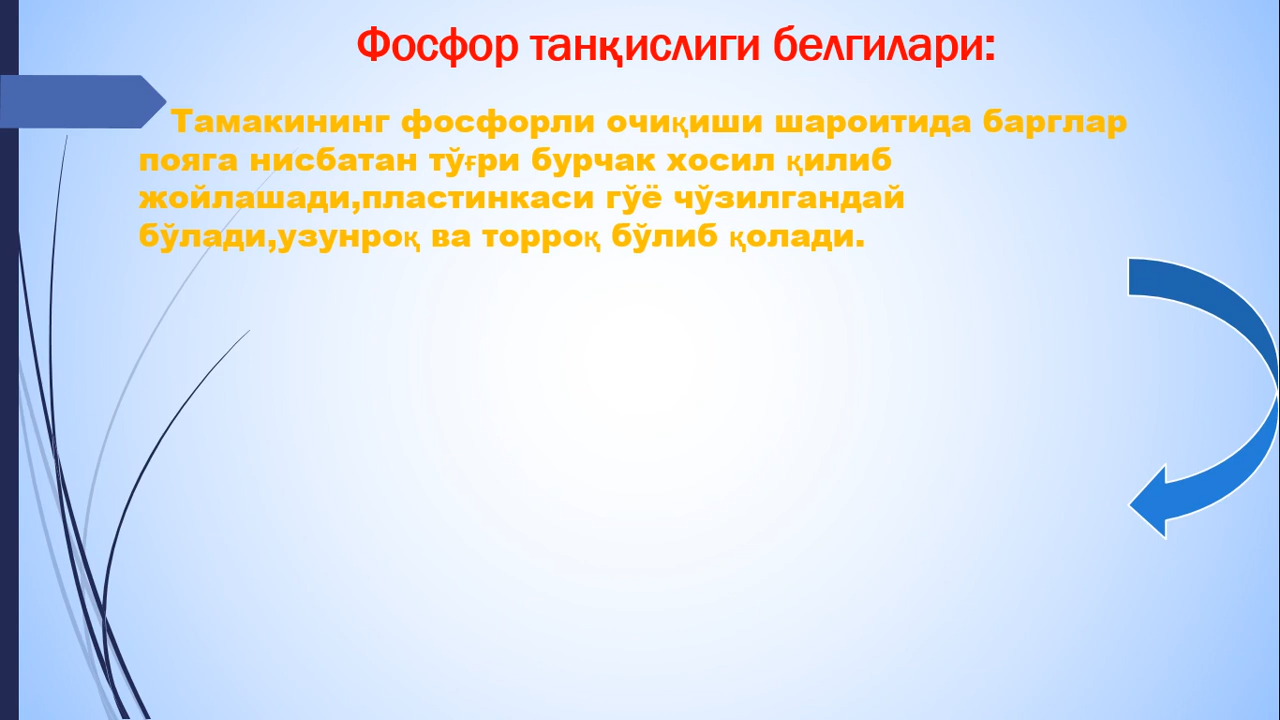 Фосфор танқислиги белгилари:
Тамакининг фосфорли очиқиши шароитида барглар
пояга нисбатан тўғри бурчак хосил қилиб
жойлашади,пластинкаси гўё чўзилгандай
бўлади,узунроқ ва торроқ бўлиб қолади.